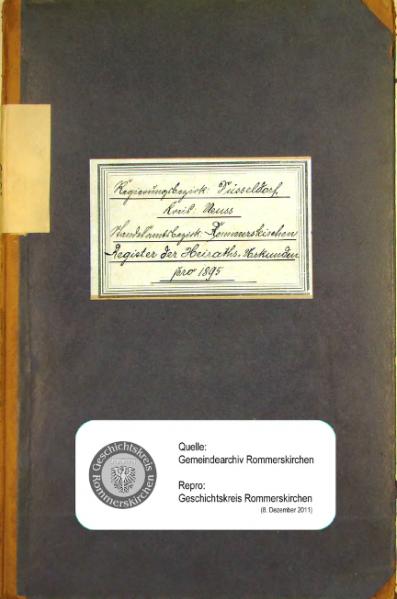 Regierungsbezirk Düsseldorf,
Kreis Neuss
Standesamtsbezirk Rommerskirchen
Register der Heiraths-Urkunden
pro 1895
Geschichtskreis
Rommerskirchen
Quelle:
Gemeindearchiv Rommerskirchen
Repro:
Geschichtskreis Rommerskirchen
(8. Dezember 2011)